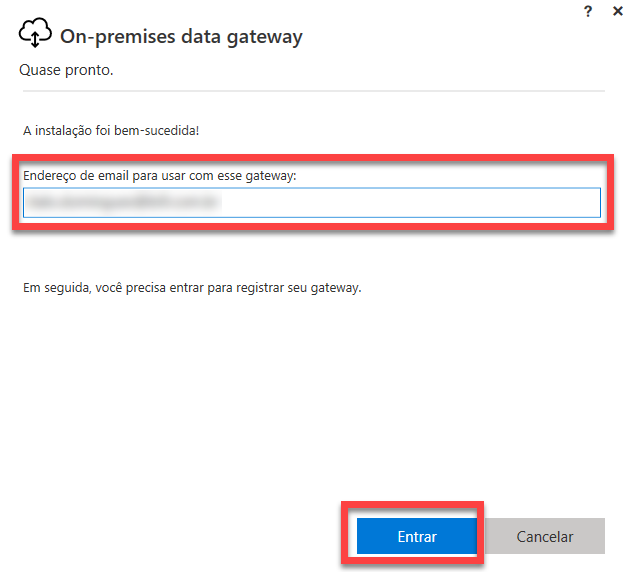 ? ×
On-premises data gateway
Quase pronto.
A instalação foi bem-sucedida!
Endereço de email para usar com esse gateway:
Em seguida, você precisa entrar para registrar seu gateway.
Entrar Cancelar